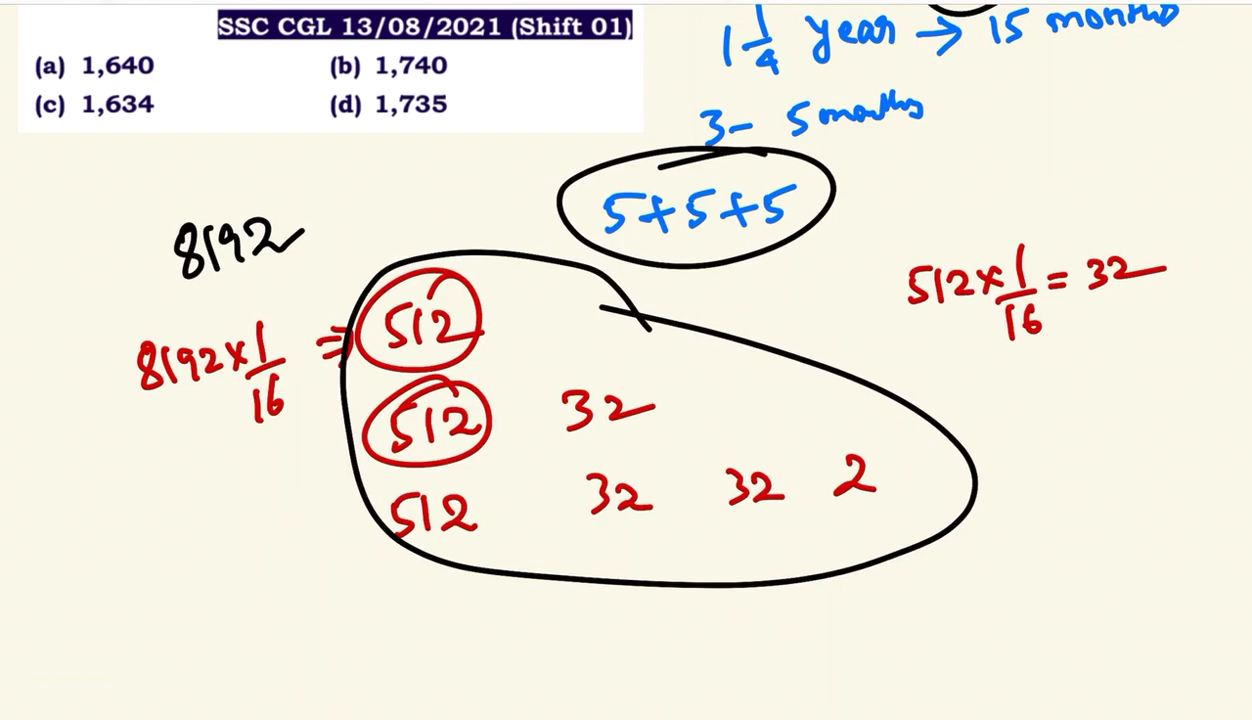 SSC CGL 13/08/2021 (Shift 01)
(a) 1,640 (b) 1,740
(c) 1,634 (d) 1,735
1 1/4 year → 15 months
3 - 5 months
5+5+5
8192
8192 × 1/16 ⇒ 512
512 × 1/16 = 32
512 32
512 32 32 2